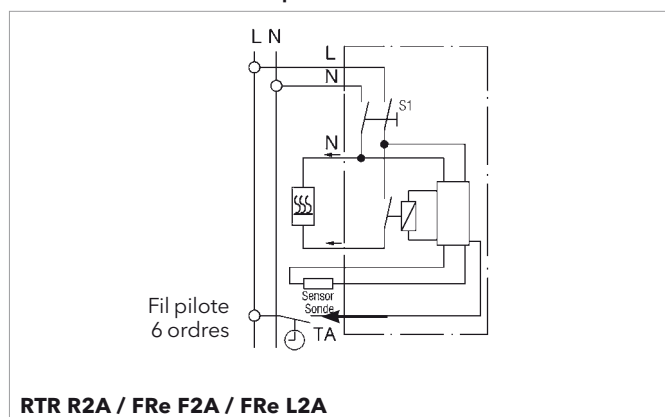 L N
L
N
S1
N
Sensor
Sonde
Fil pilote
6 ordres
TA
RTR R2A / FRe F2A / FRe L2A